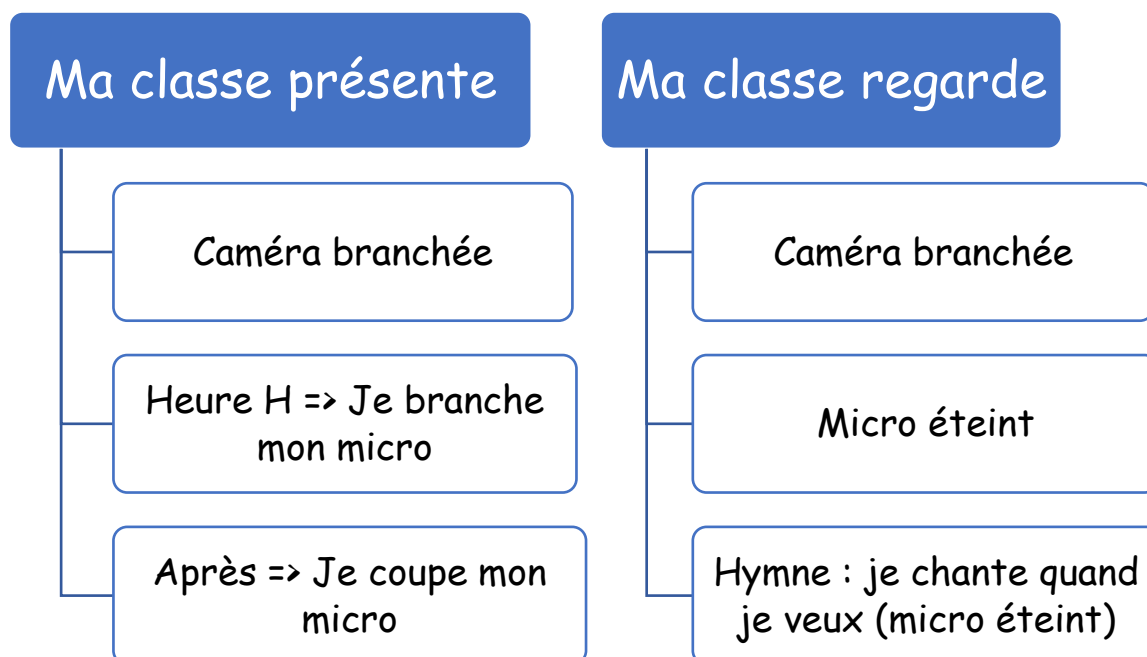 Ma classe présente
Caméra branchée
Heure H => Je branche
mon micro
Après => Je coupe mon
micro
Ma classe regarde
Caméra branchée
Micro éteint
Hymne : je chante quand
je veux (micro éteint)